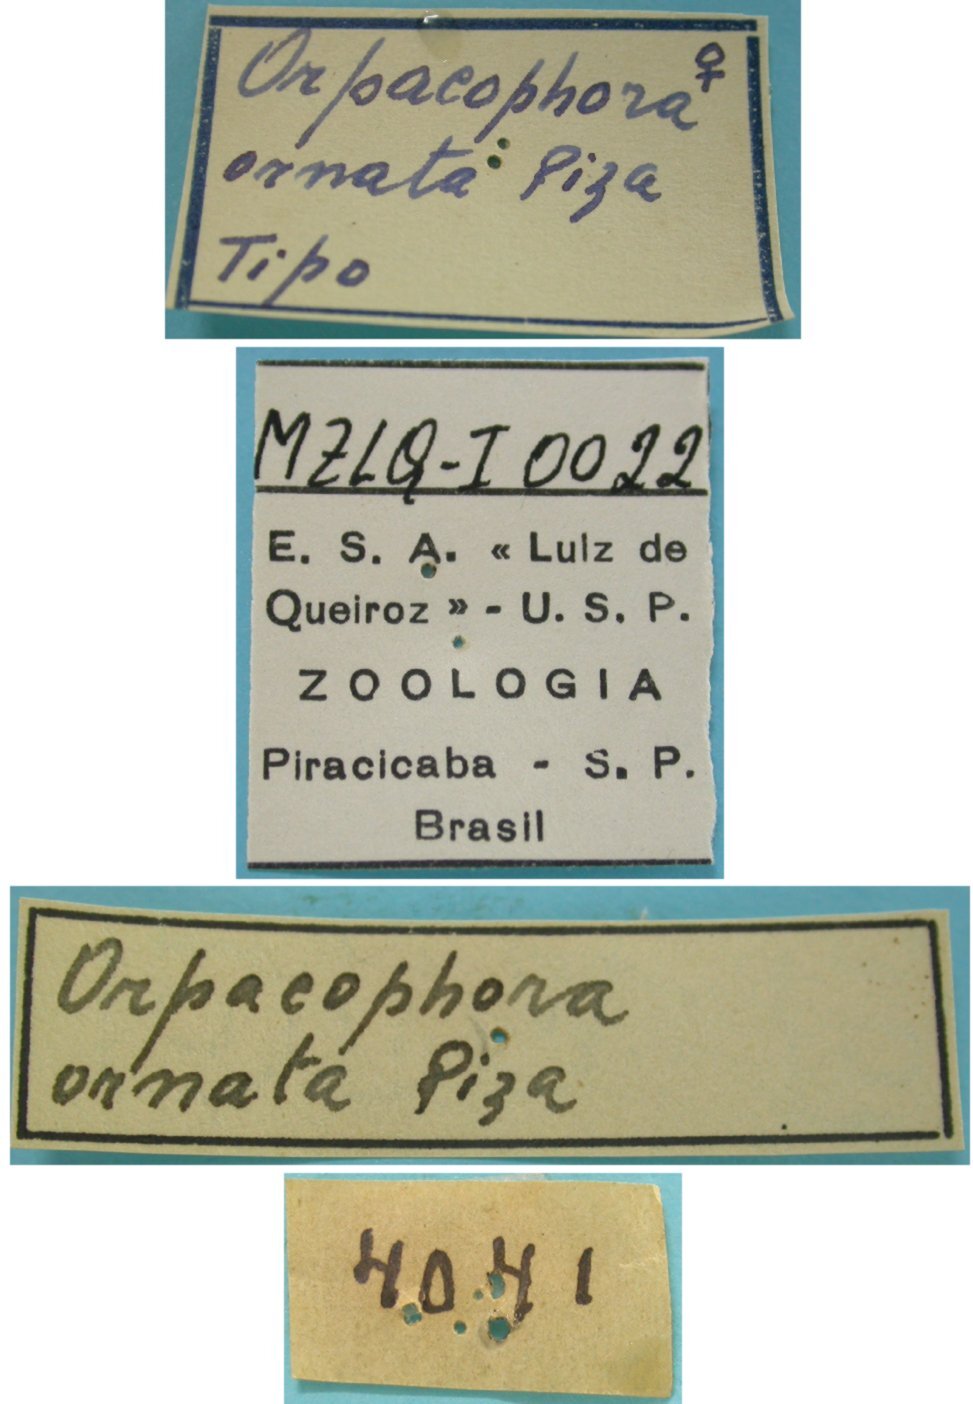 Orpacophora ♀
ornata Piza
Tipo
MZLQ-I 0022
E. S. A. « Luiz de
Queiroz » - U. S. P.
ZOOLOGIA
Piracicaba - S. P.
Brasil
Orpacophora
ornata Piza
4041